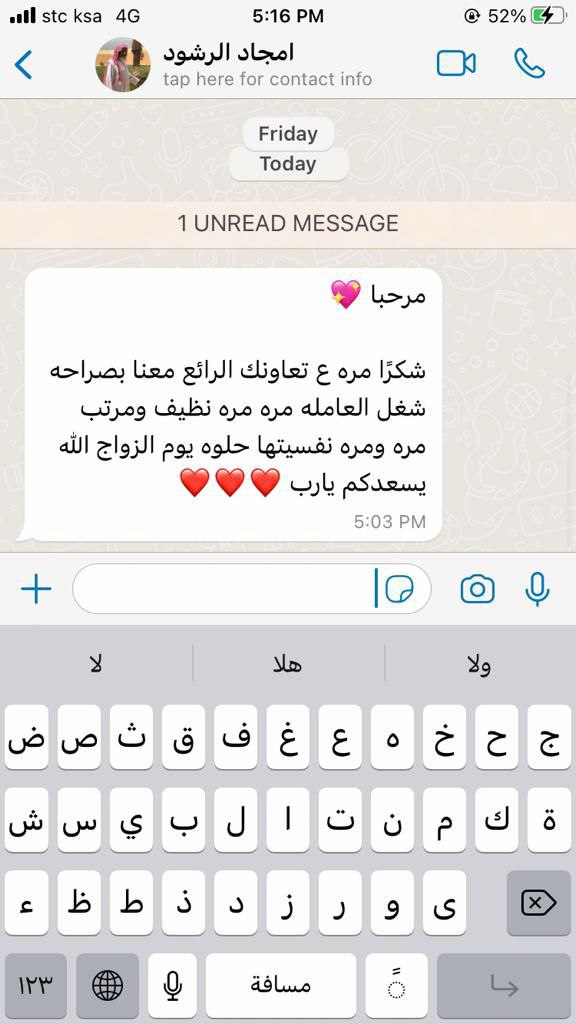 stc ksa 4G 5:16 PM 52%
امجاد الرشود
tap here for contact info
Friday
Today
1 UNREAD MESSAGE
مرحبا 💖
شكرًا مره ع تعاونك الرائع معنا بصراحه
شغل العامله مره مره نظيف ومرتب
مره ومره نفسيتها حلوه يوم الزواج الله
يسعدكم يارب ❤️❤️❤️
5:03 PM
لا هلا ولا
ض ص ث ق ف غ ع ه خ ح ج
ش س ي ب ل ا ت ن م ك ة
ء ظ ط ذ د ز ر و ى
١٢٣ مسافة